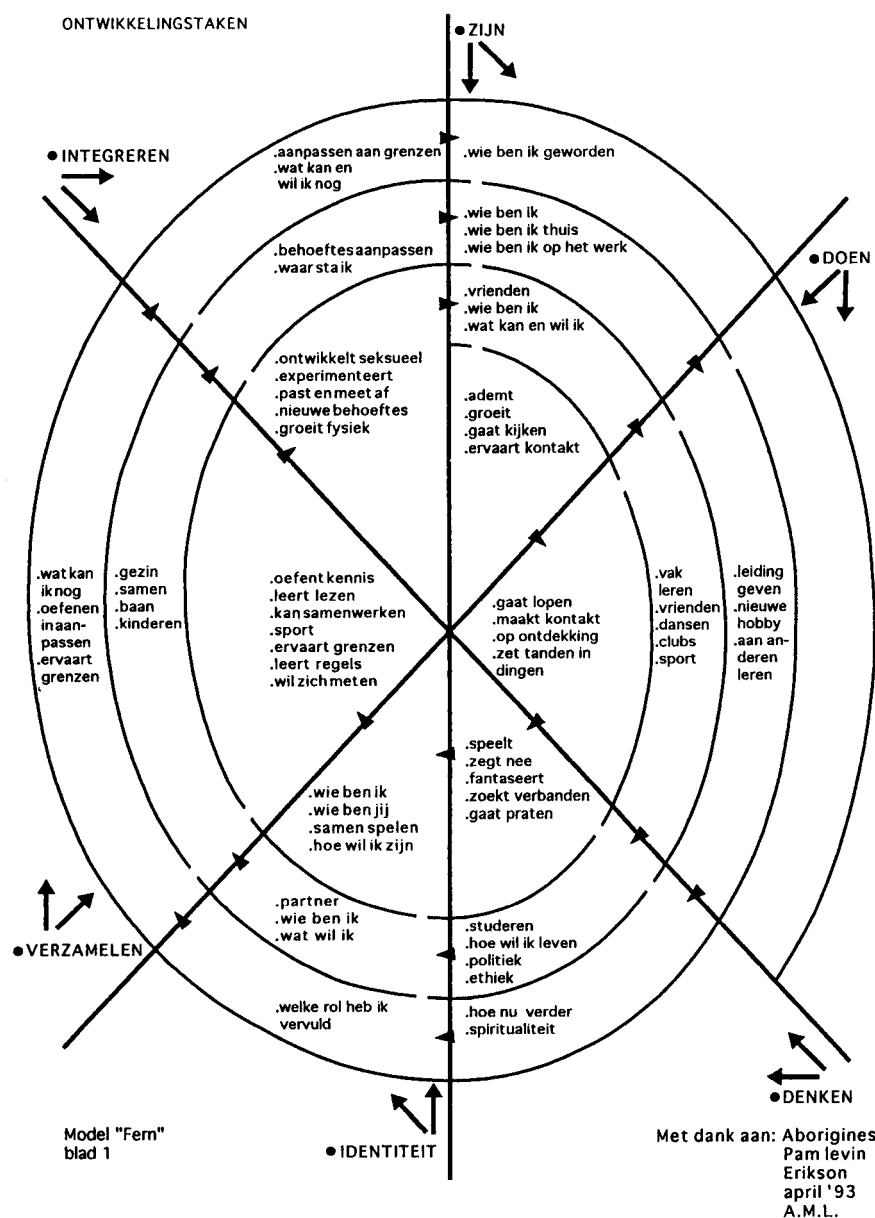 ONTWIKKELINGSTAKEN
• ZIJN
• INTEGREREN
.aanpassen aan grenzen
.wat kan en
wil ik nog
.wie ben ik geworden
.behoeftes aanpassen
.waar sta ik
.wie ben ik
.wie ben ik thuis
.wie ben ik op het werk
• DOEN
.vrienden
.wie ben ik
.wat kan en wil ik
.ontwikkelt seksueel
.experimenteert
.past en meet af
.nieuwe behoeftes
.groeit fysiek
.ademt
.groeit
.gaat kijken
.ervaart kontakt
.wat kan
ik nog
.oefenen
in aan-
passen
.ervaart
grenzen
.gezin
.samen
.baan
.kinderen
.oefent kennis
.leert lezen
.kan samenwerken
.sport
.ervaart grenzen
.leert regels
.wil zich meten
.gaat lopen
.maakt kontakt
.op ontdekking
.zet tanden in
dingen
.vak
leren
.vrienden
.dansen
.clubs
.sport
.leiding
geven
.nieuwe
hobby
.aan an-
deren
leren
.speelt
.zegt nee
.fantaseert
.zoekt verbanden
.gaat praten
.wie ben ik
.wie ben jij
.samen spelen
.hoe wil ik zijn
.partner
.wie ben ik
.wat wil ik
.studeren
.hoe wil ik leven
.politiek
.ethiek
• VERZAMELEN
.welke rol heb ik
vervuld
.hoe nu verder
.spiritualiteit
• DENKEN
• IDENTITEIT
Model "Fern"
blad 1
Met dank aan: Aborigines
Pam levin
Erikson
april '93
A.M.L.